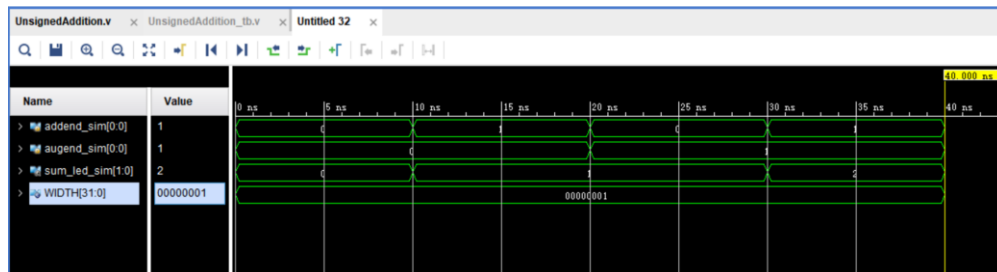 UnsignedAddition.v × UnsignedAddition_tb.v × Untitled 32 ×
40.000 ns
Name Value 0 ns 5 ns 10 ns 15 ns 20 ns 25 ns 30 ns 35 ns 40 ns
> addend_sim[0:0] 1 0 1 0 1
> augend_sim[0:0] 1 0 1
> sum_led_sim[1:0] 2 0 1 2
> WIDTH[31:0] 00000001 00000001